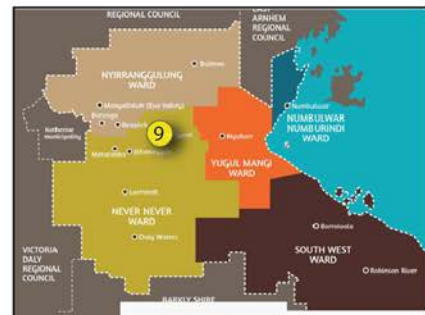 REGIONAL COUNCIL
EAST
ARNHEM
REGIONAL
COUNCIL
NYIRRANGGULUNG
WARD
Bulman
Manyallaluk (Eva Valley)
Barunga
Beswick
Katherine
municipality
9
Mataranka
Ngukurr
Numbulwar
NUMBULWAR
NUMBURINDI
WARD
YUGUL MANGI
WARD
Larrimah
NEVER NEVER
WARD
Daly Waters
VICTORIA
DALY
REGIONAL
COUNCIL
SOUTH WEST
WARD
Borroloola
Robinson River
BARKLY SHIRE